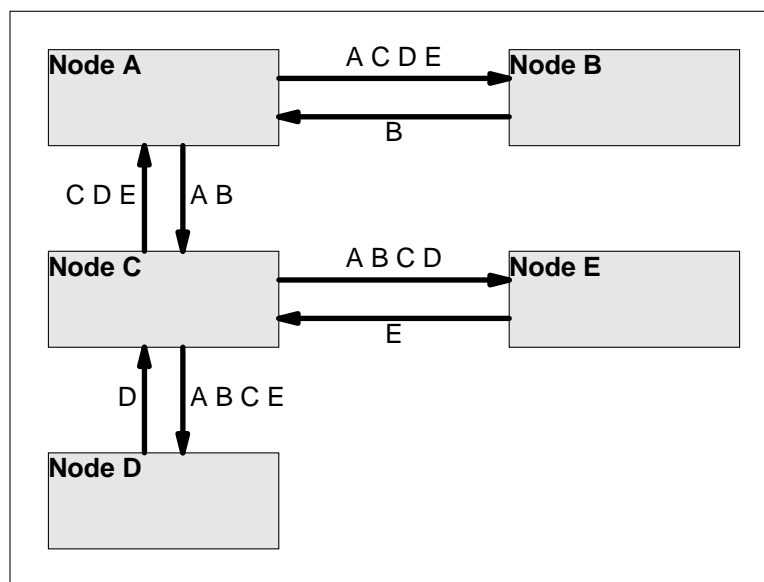 Node A
A C D E
Node B
B
C D E
A B
Node C
A B C D
Node E
E
D
A B C E
Node D